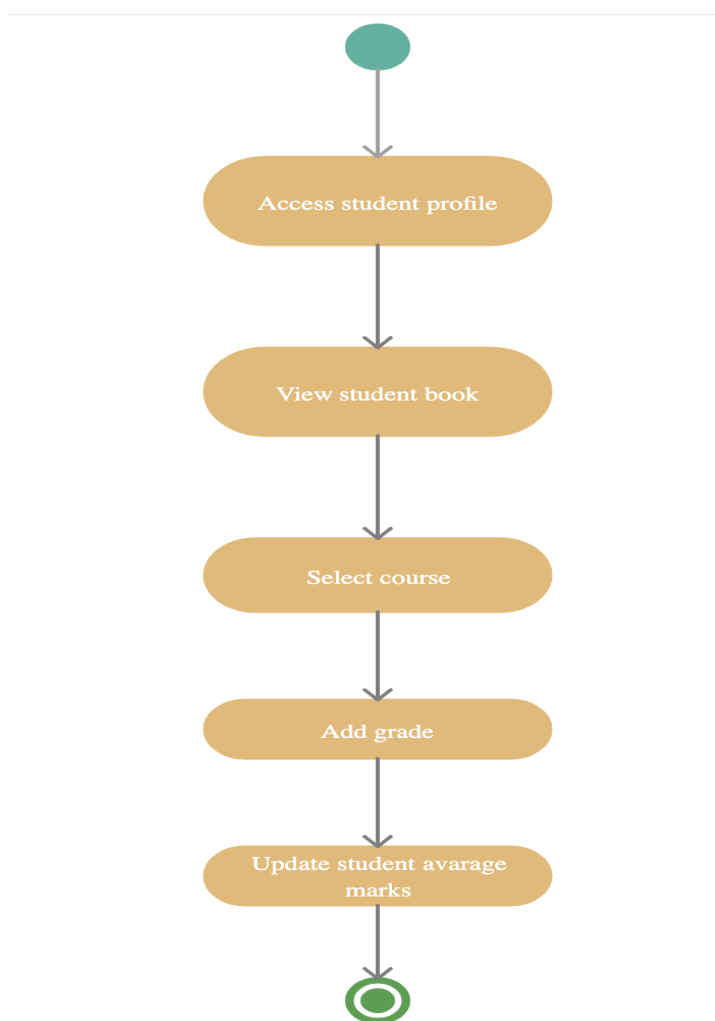 Access student profile
View student book
Select course
Add grade
Update student avarage
marks